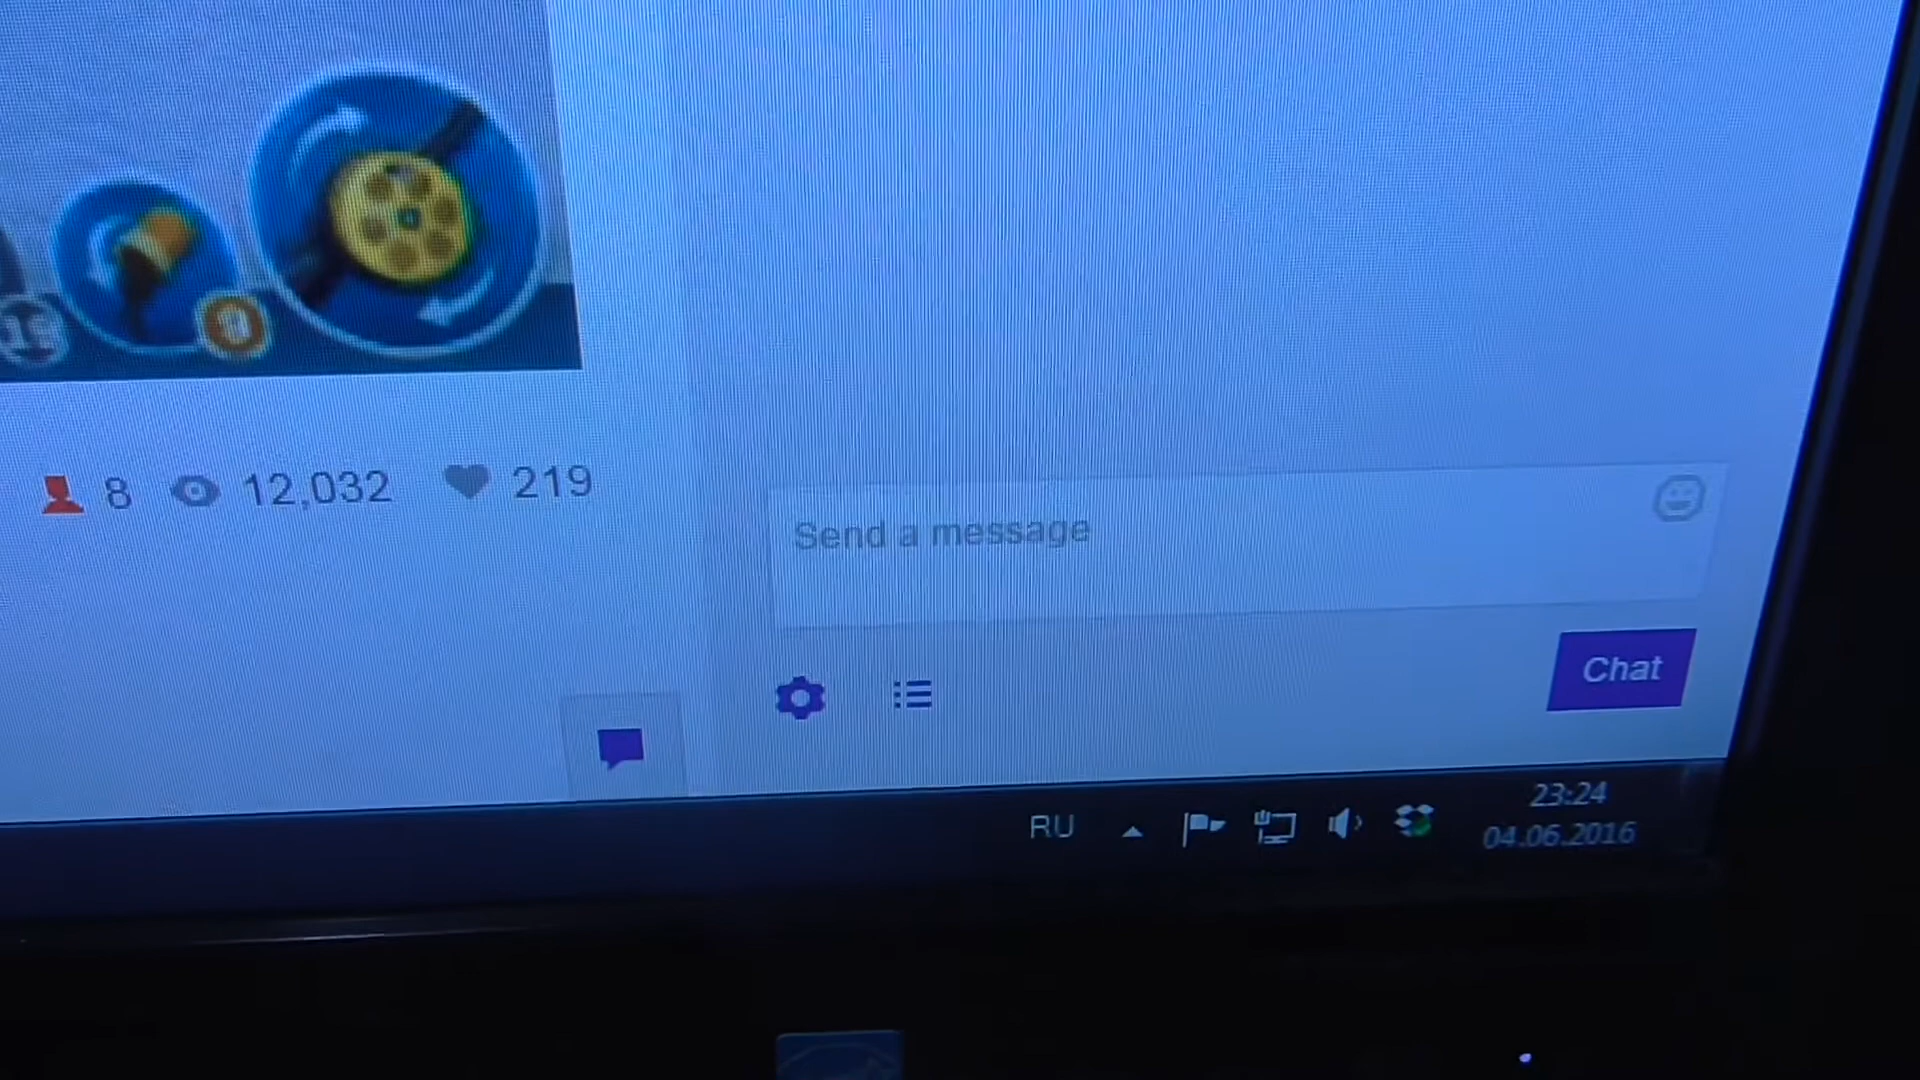 8 12,032 219
Send a message
Chat
RU
23:24
04.06.2016